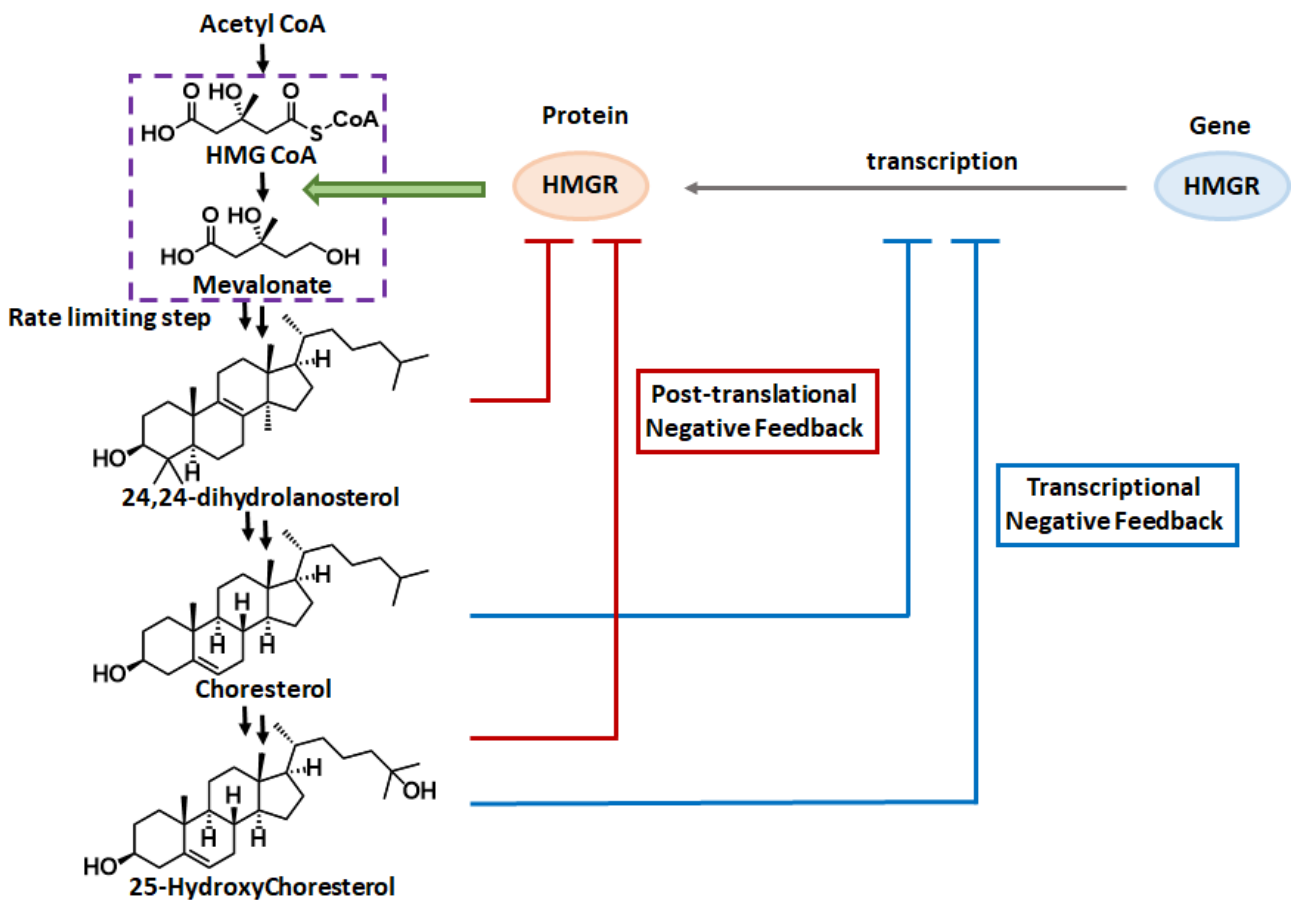 Acetyl CoA
O HO O
HO S CoA
HMG CoA
O HO
HO OH
Mevalonate
Rate limiting step
Protein
HMGR
transcription
Gene
HMGR
H
HO H
24,24-dihydrolanosterol
Post-translational
Negative Feedback
Transcriptional
Negative Feedback
H
H
H H
HO
Choresterol
H
H OH
H H
HO
25-HydroxyChoresterol